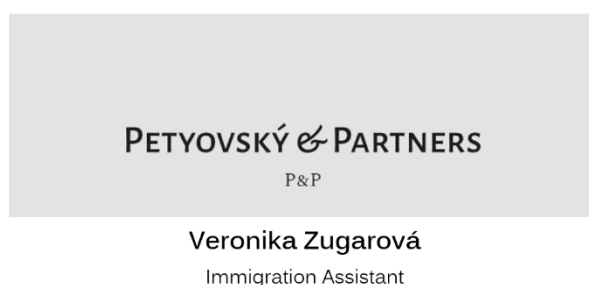 Petyovský & Partners
P&P
Veronika Zugarová
Immigration Assistant